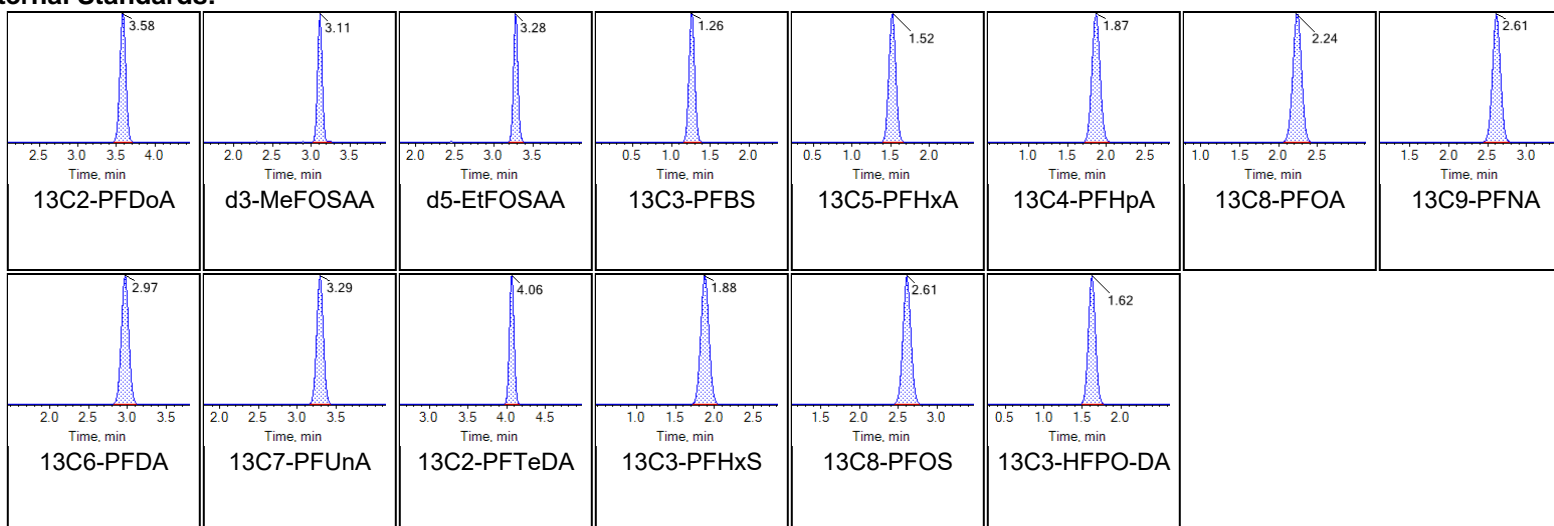 ternal Standards:
3.58 3.11 3.28 1.26 1.52 1.87 2.24 2.61
2.5 3.0 3.5 4.0 2.0 2.5 3.0 3.5 2.0 2.5 3.0 3.5 0.5 1.0 1.5 2.0 0.5 1.0 1.5 2.0 1.0 1.5 2.0 2.5 1.0 1.5 2.0 2.5 1.5 2.0 2.5 3.0
Time, min Time, min Time, min Time, min Time, min Time, min Time, min Time, min
13C2-PFDoA d3-MeFOSAA d5-EtFOSAA 13C3-PFBS 13C5-PFHxA 13C4-PFHpA 13C8-PFOA 13C9-PFNA
2.97 3.29 4.06 1.88 2.61 1.62
2.0 2.5 3.0 3.5 2.0 2.5 3.0 3.5 3.0 3.5 4.0 4.5 1.0 1.5 2.0 2.5 1.5 2.0 2.5 3.0 0.5 1.0 1.5 2.0
Time, min Time, min Time, min Time, min Time, min Time, min
13C6-PFDA 13C7-PFUnA 13C2-PFTeDA 13C3-PFHxS 13C8-PFOS 13C3-HFPO-DA